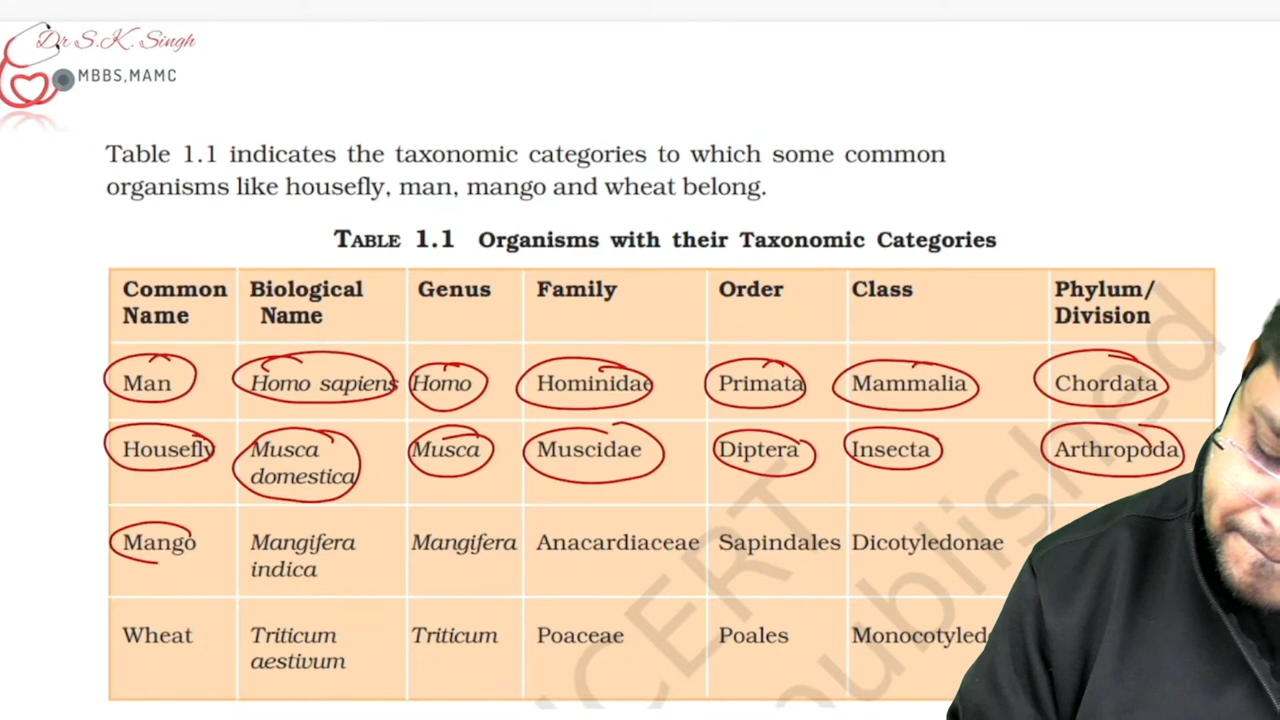 Dr S.K. Singh
MBBS,MAMC
Table 1.1 indicates the taxonomic categories to which some common
organisms like housefly, man, mango and wheat belong.
TABLE 1.1 Organisms with their Taxonomic Categories
Common Name Biological Name Genus Family Order Class Phylum/ Division
Man Homo sapiens Homo Hominidae Primata Mammalia Chordata
Housefly Musca domestica Musca Muscidae Diptera Insecta Arthropoda
Mango Mangifera indica Mangifera Anacardiaceae Sapindales Dicotyledonae
Wheat Triticum aestivum Triticum Poaceae Poales
published